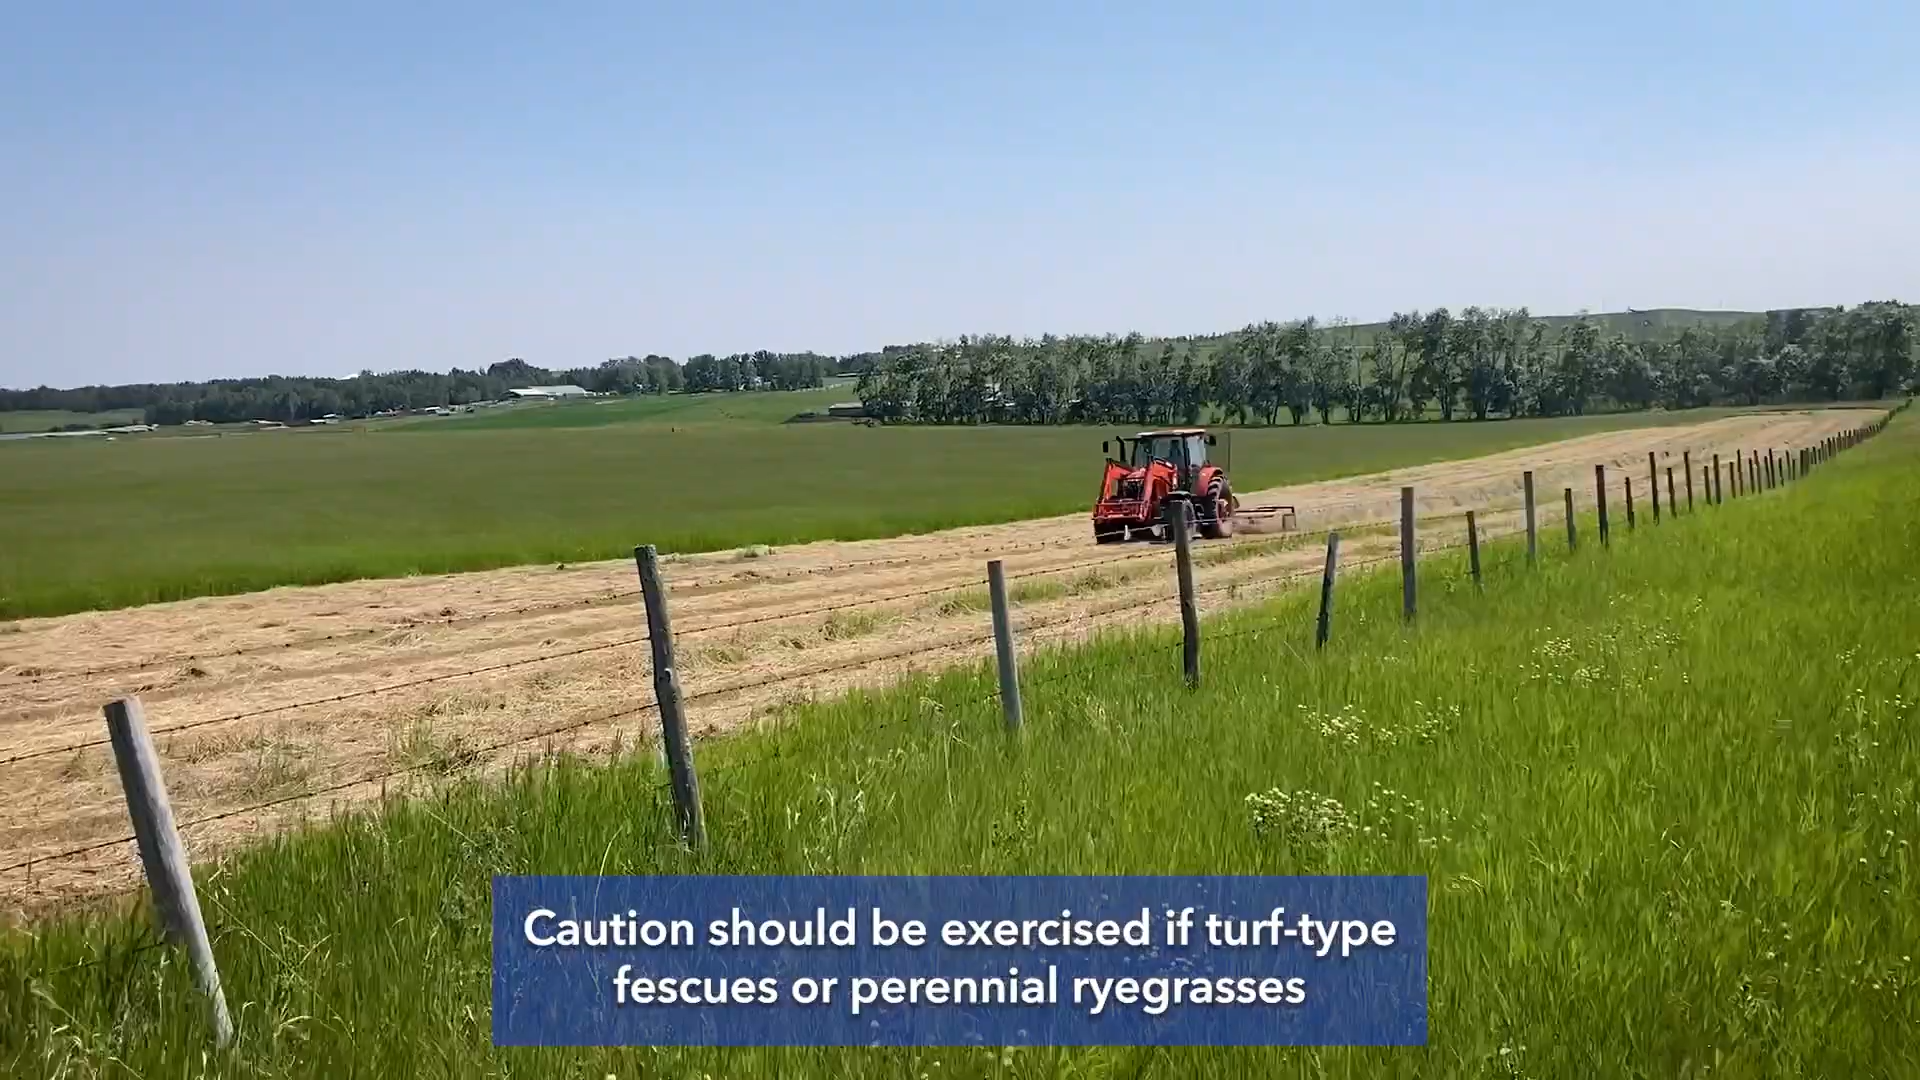 Caution should be exercised if turf-type
fescues or perennial ryegrasses